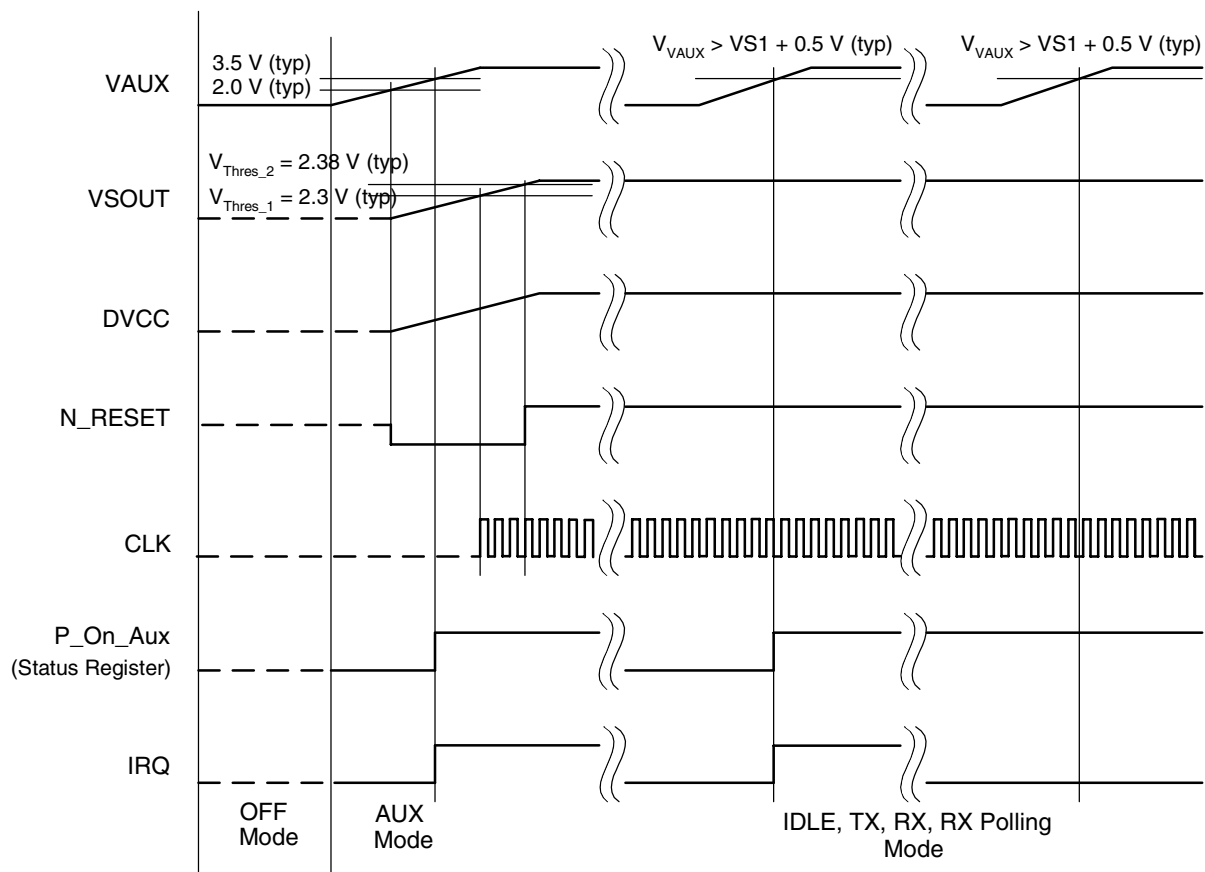 V_VAUX > VS1 + 0.5 V (typ)
V_VAUX > VS1 + 0.5 V (typ)
3.5 V (typ)
VAUX
2.0 V (typ)
V_Thres_2 = 2.38 V (typ)
VSOUT
V_Thres_1 = 2.3 V (typ)
DVCC
N_RESET
CLK
P_On_Aux
(Status Register)
IRQ
OFF
Mode
AUX
Mode
IDLE, TX, RX, RX Polling
Mode